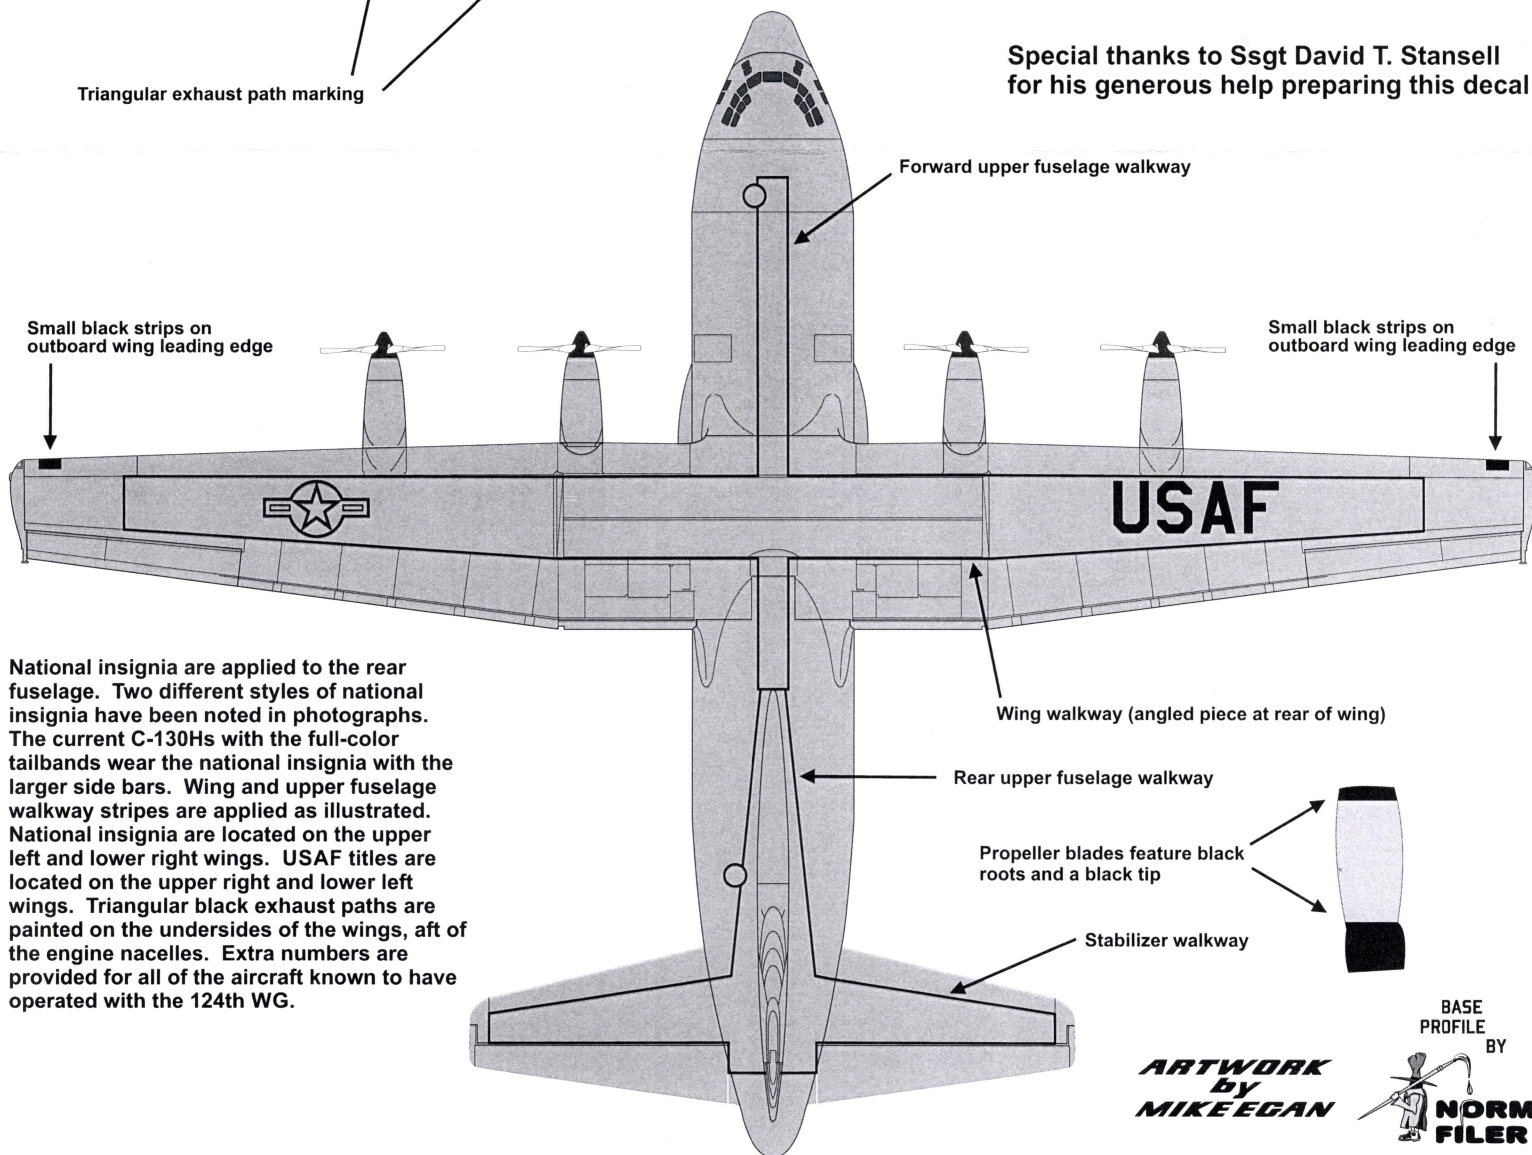 Special thanks to Ssgt David T. Stansell
for his generous help preparing this decal
Triangular exhaust path marking
Forward upper fuselage walkway
Small black strips on
outboard wing leading edge
Small black strips on
outboard wing leading edge
USAF
National insignia are applied to the rear
fuselage. Two different styles of national
insignia have been noted in photographs.
The current C-130Hs with the full-color
tailbands wear the national insignia with the
larger side bars. Wing and upper fuselage
walkway stripes are applied as illustrated.
National insignia are located on the upper
left and lower right wings. USAF titles are
located on the upper right and lower left
wings. Triangular black exhaust paths are
painted on the undersides of the wings, aft of
the engine nacelles. Extra numbers are
provided for all of the aircraft known to have
operated with the 124th WG.
Wing walkway (angled piece at rear of wing)
Rear upper fuselage walkway
Propeller blades feature black
roots and a black tip
Stabilizer walkway
ARTWORK
by
MIKE EGAN
BASE
PROFILE
BY
NORM
FILER